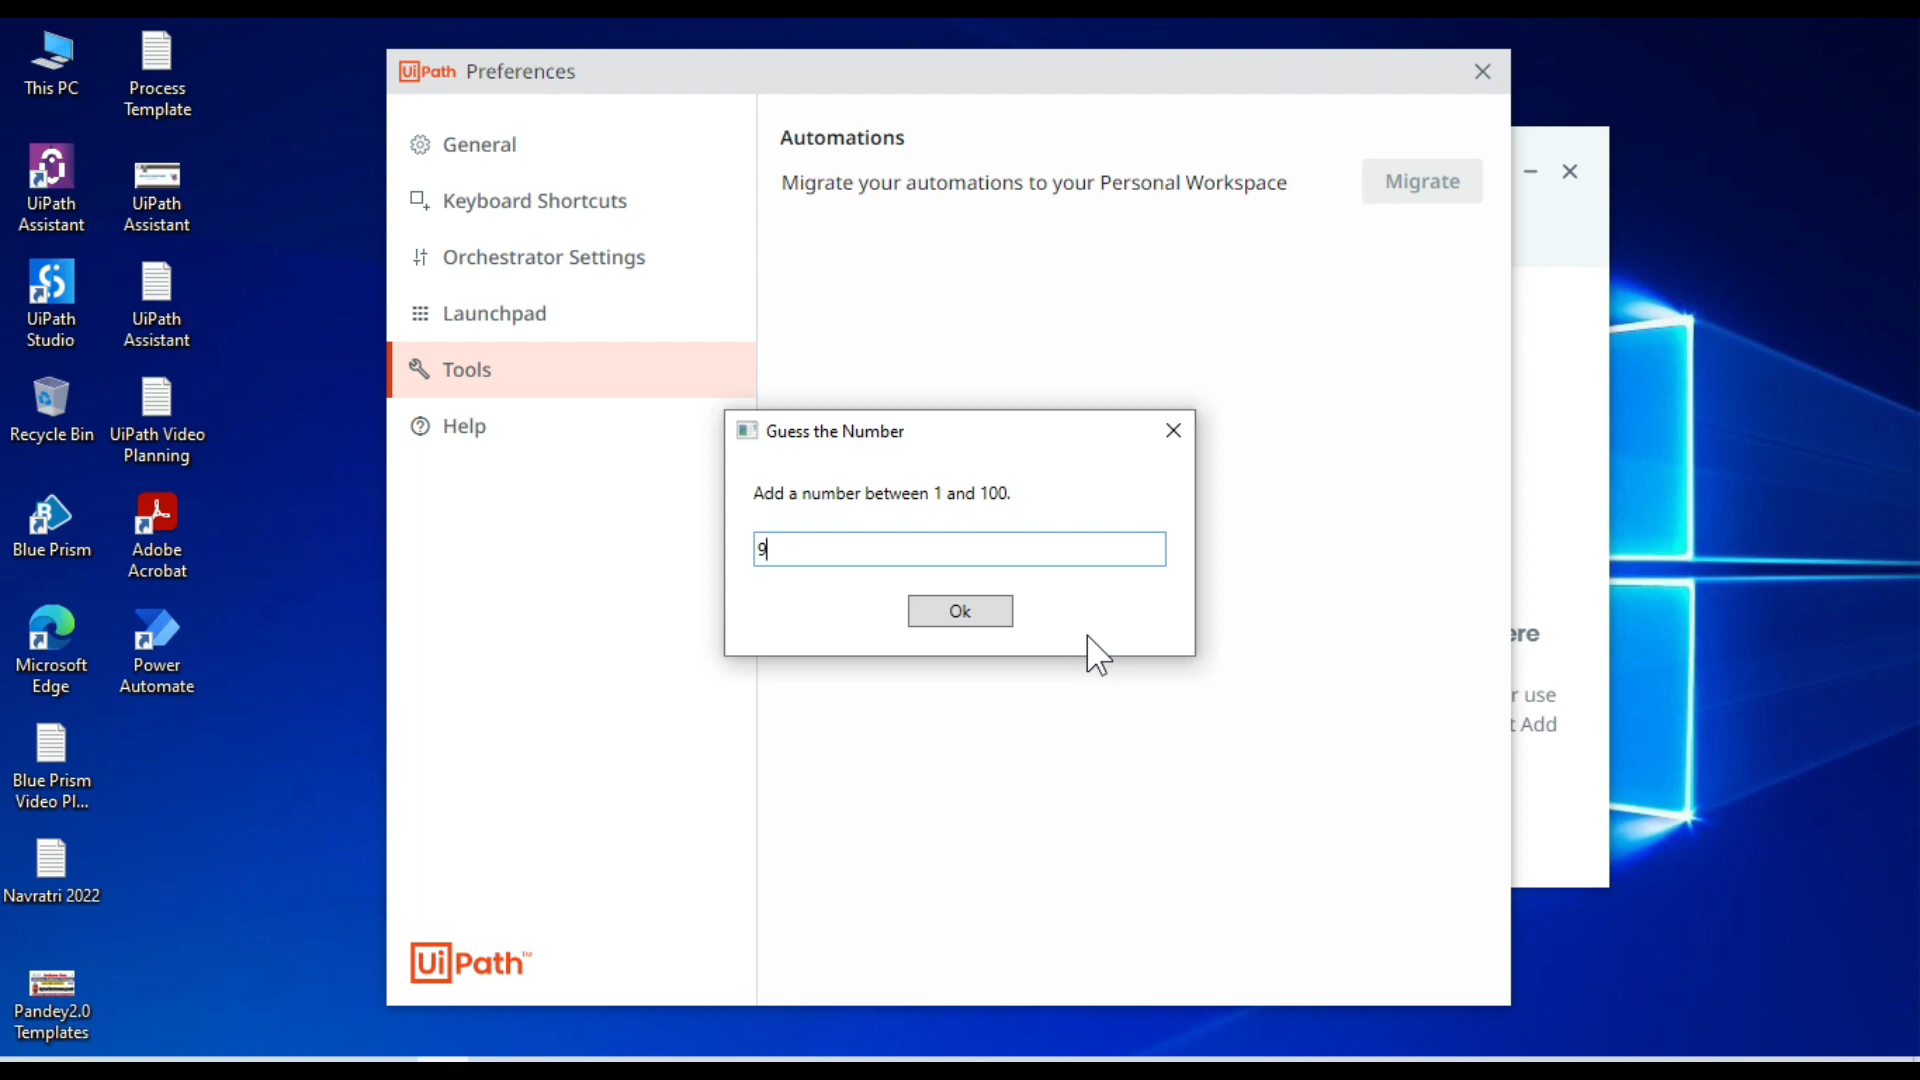 This PC
Process
Template
UiPath
Assistant
UiPath
Assistant
UiPath
Studio
UiPath
Assistant
Recycle Bin
UiPath Video
Planning
Blue Prism
Adobe
Acrobat
Microsoft
Edge
Power
Automate
Blue Prism
Video Pl...
Navratri 2022
Pandey2.0
Templates
UiPath Preferences
General
Keyboard Shortcuts
Orchestrator Settings
Launchpad
Tools
Help
UiPath™
Automations
Migrate your automations to your Personal Workspace
Migrate
Guess the Number
Add a number between 1 and 100.
9
Ok
ere
r use
t Add